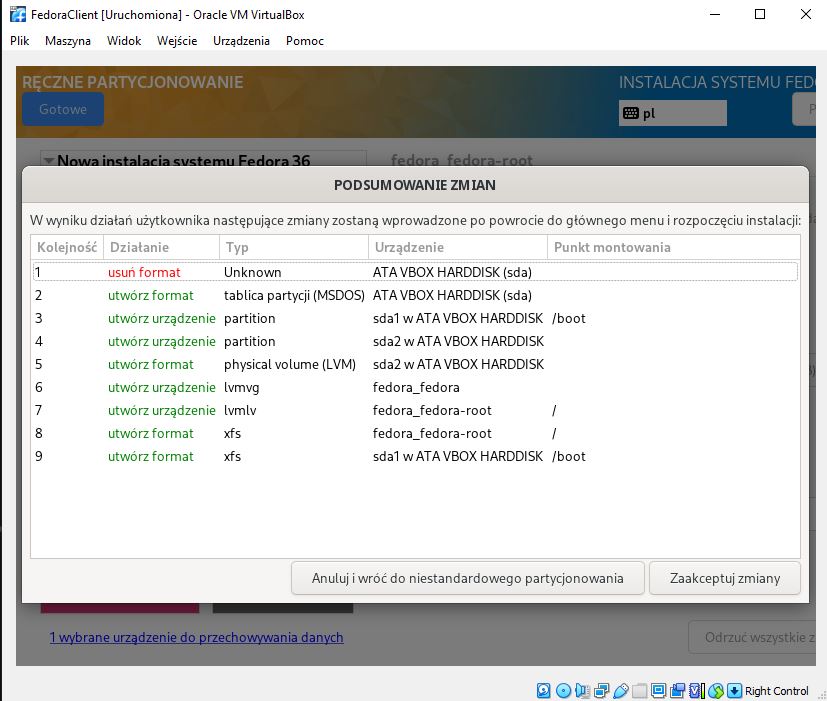 FedoraClient [Uruchomiona] - Oracle VM VirtualBox
Plik Maszyna Widok Wejście Urządzenia Pomoc
RĘCZNE PARTYCJONOWANIE
INSTALACJA SYSTEMU FEDO
Gotowe
pl
P
Nowa instalacja systemu Fedora 36
fedora_fedora-root
PODSUMOWANIE ZMIAN
W wyniku działań użytkownika następujące zmiany zostaną wprowadzone po powrocie do głównego menu i rozpoczęciu instalacji:
Kolejność Działanie Typ Urządzenie Punkt montowania
1 usuń format Unknown ATA VBOX HARDDISK (sda)
2 utwórz format tablica partycji (MSDOS) ATA VBOX HARDDISK (sda)
3 utwórz urządzenie partition sda1 w ATA VBOX HARDDISK /boot
4 utwórz urządzenie partition sda2 w ATA VBOX HARDDISK
5 utwórz format physical volume (LVM) sda2 w ATA VBOX HARDDISK
6 utwórz urządzenie lvmvg fedora_fedora
7 utwórz urządzenie lvmlv fedora_fedora-root /
8 utwórz format xfs fedora_fedora-root /
9 utwórz format xfs sda1 w ATA VBOX HARDDISK /boot
Anuluj i wróć do niestandardowego partycjonowania
Zaakceptuj zmiany
1 wybrane urządzenie do przechowywania danych
Odrzuć wszystkie z
Right Control